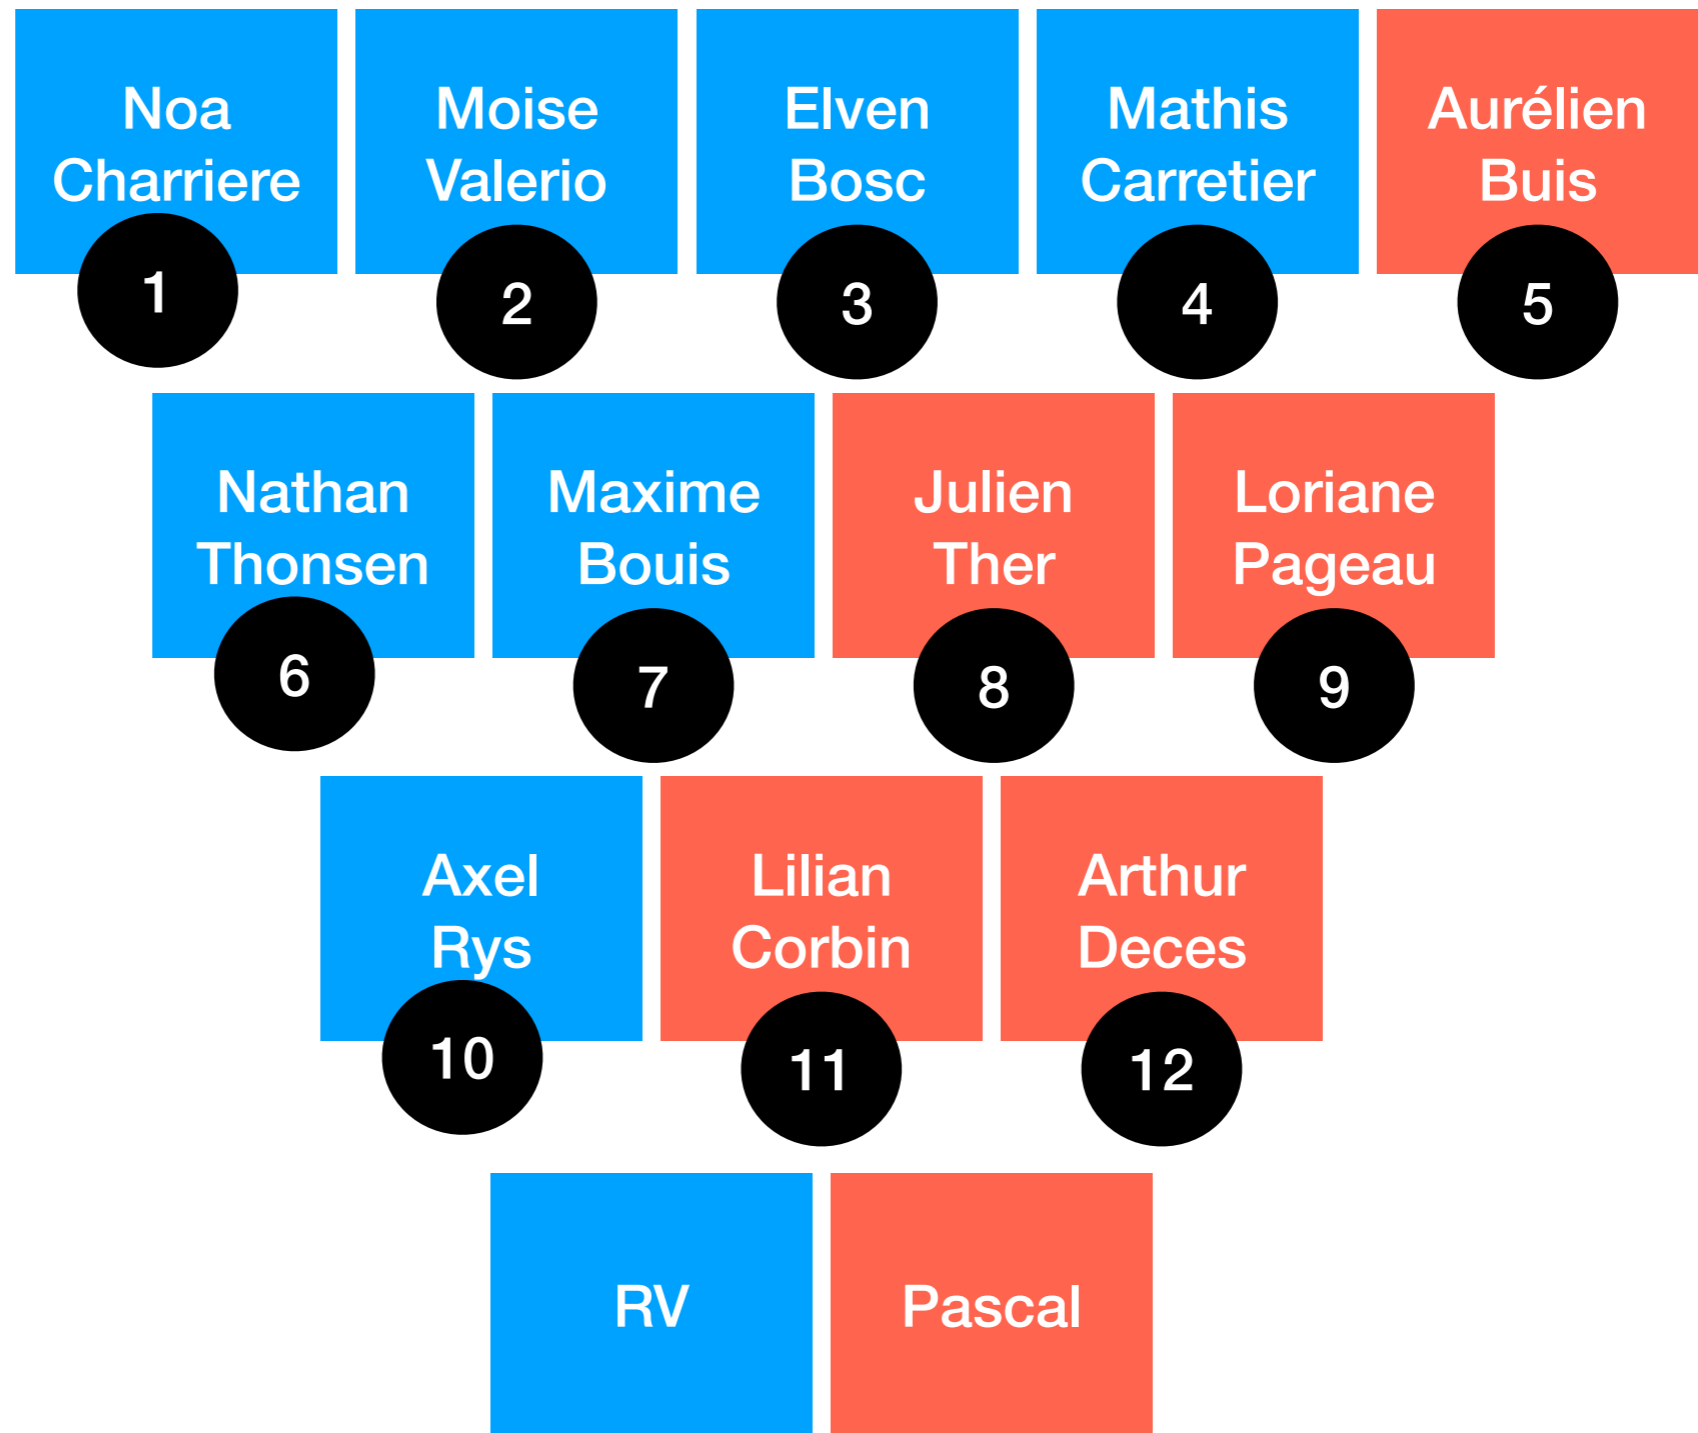 Noa
Charriere
1
Moise
Valerio
2
Elven
Bosc
3
Mathis
Carretier
4
Aurélien
Buis
5
Nathan
Thonsen
6
Maxime
Bouis
7
Julien
Ther
8
Loriane
Pageau
9
Axel
Rys
10
Lilian
Corbin
11
Arthur
Deces
12
RV
Pascal